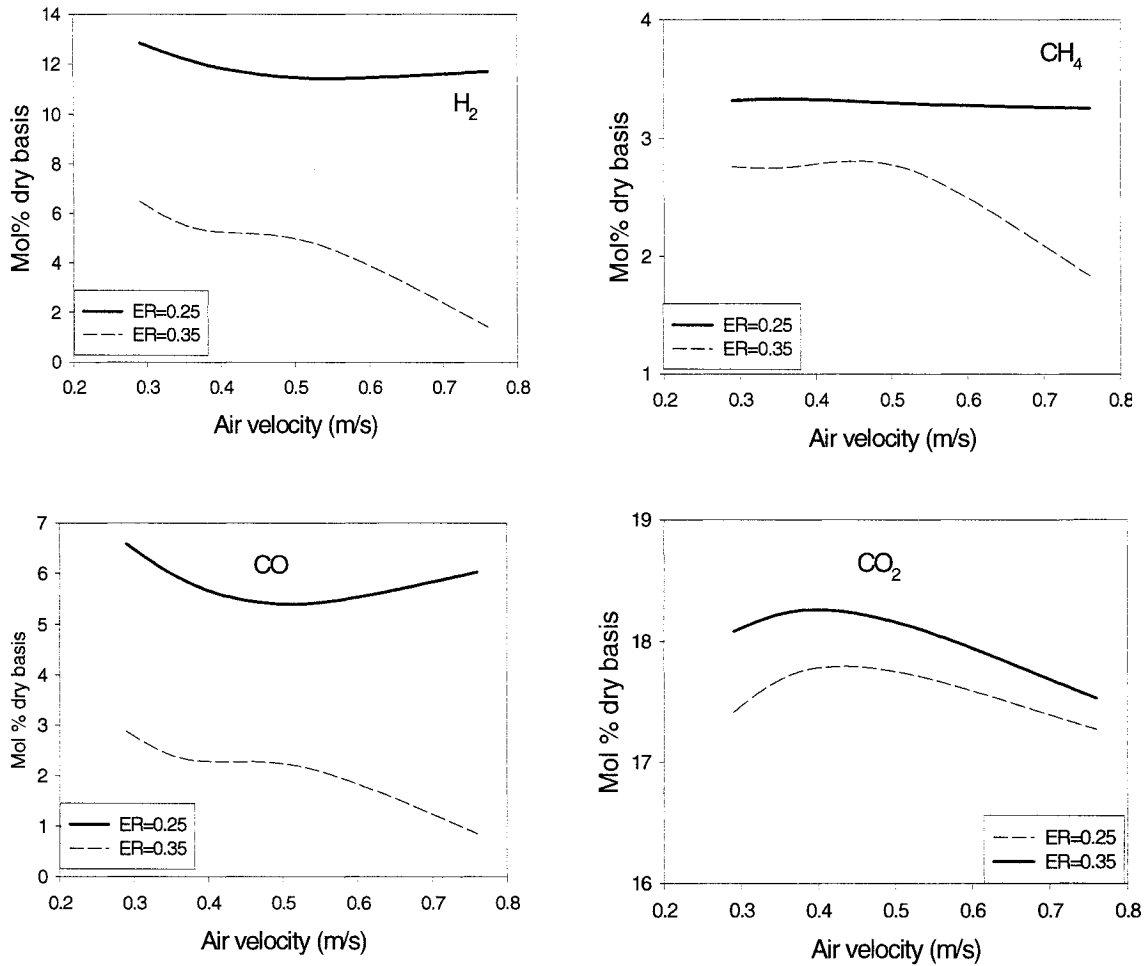 14
12
10
8
6
4
2
0
Mol% dry basis
H2
ER=0.25
ER=0.35
0.2 0.3 0.4 0.5 0.6 0.7 0.8
Air velocity (m/s)
4
3
2
1
Mol% dry basis
CH4
ER=0.25
ER=0.35
0.2 0.3 0.4 0.5 0.6 0.7 0.8
Air velocity (m/s)
7
6
5
4
3
2
1
0
Mol % dry basis
CO
ER=0.25
ER=0.35
0.2 0.3 0.4 0.5 0.6 0.7 0.8
Air velocity (m/s)
19
18
17
16
Mol % dry basis
CO2
ER=0.25
ER=0.35
0.2 0.3 0.4 0.5 0.6 0.7 0.8
Air velocity (m/s)